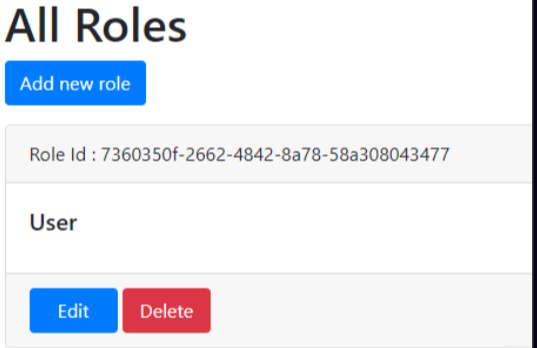 All Roles
Add new role
Role Id : 7360350f-2662-4842-8a78-58a308043477
User
Edit Delete